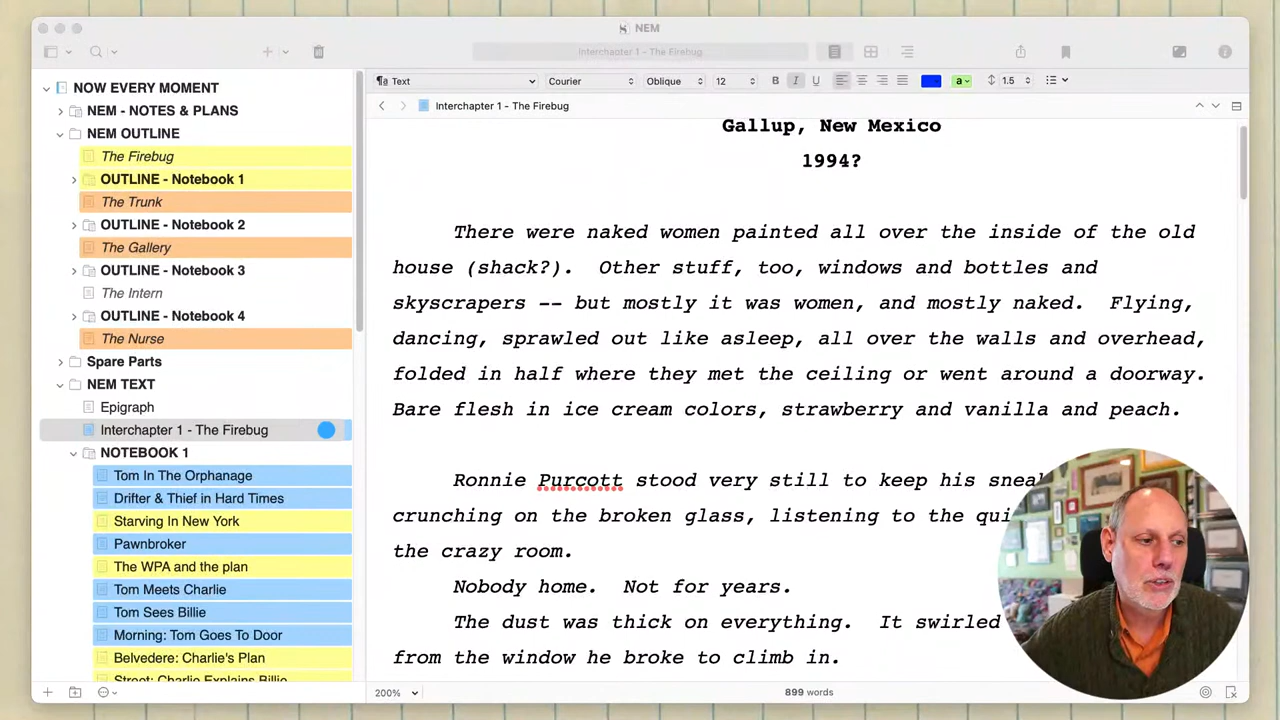 NEM
Interchapter 1 - The Firebug
Text
Courier
Oblique
12
B
I
U
a
1.5
NOW EVERY MOMENT
NEM - NOTES & PLANS
NEM OUTLINE
The Firebug
OUTLINE - Notebook 1
The Trunk
OUTLINE - Notebook 2
The Gallery
OUTLINE - Notebook 3
The Intern
OUTLINE - Notebook 4
The Nurse
Spare Parts
NEM TEXT
Epigraph
Interchapter 1 - The Firebug
NOTEBOOK 1
Tom In The Orphanage
Drifter & Thief in Hard Times
Starving In New York
Pawnbroker
The WPA and the plan
Tom Meets Charlie
Tom Sees Billie
Morning: Tom Goes To Door
Belvedere: Charlie's Plan
Street: Charlie Explains Billie
Interchapter 1 - The Firebug
Gallup, New Mexico
1994?
There were naked women painted all over the inside of the old
house (shack?). Other stuff, too, windows and bottles and
skyscrapers -- but mostly it was women, and mostly naked. Flying,
dancing, sprawled out like asleep, all over the walls and overhead,
folded in half where they met the ceiling or went around a doorway.
Bare flesh in ice cream colors, strawberry and vanilla and peach.
Ronnie Purcott stood very still to keep his
crunching on the broken glass, listening to the
the crazy room.
Nobody home. Not for years.
The dust was thick on everything. It swirled
from the window he broke to climb in.
200%
899 words